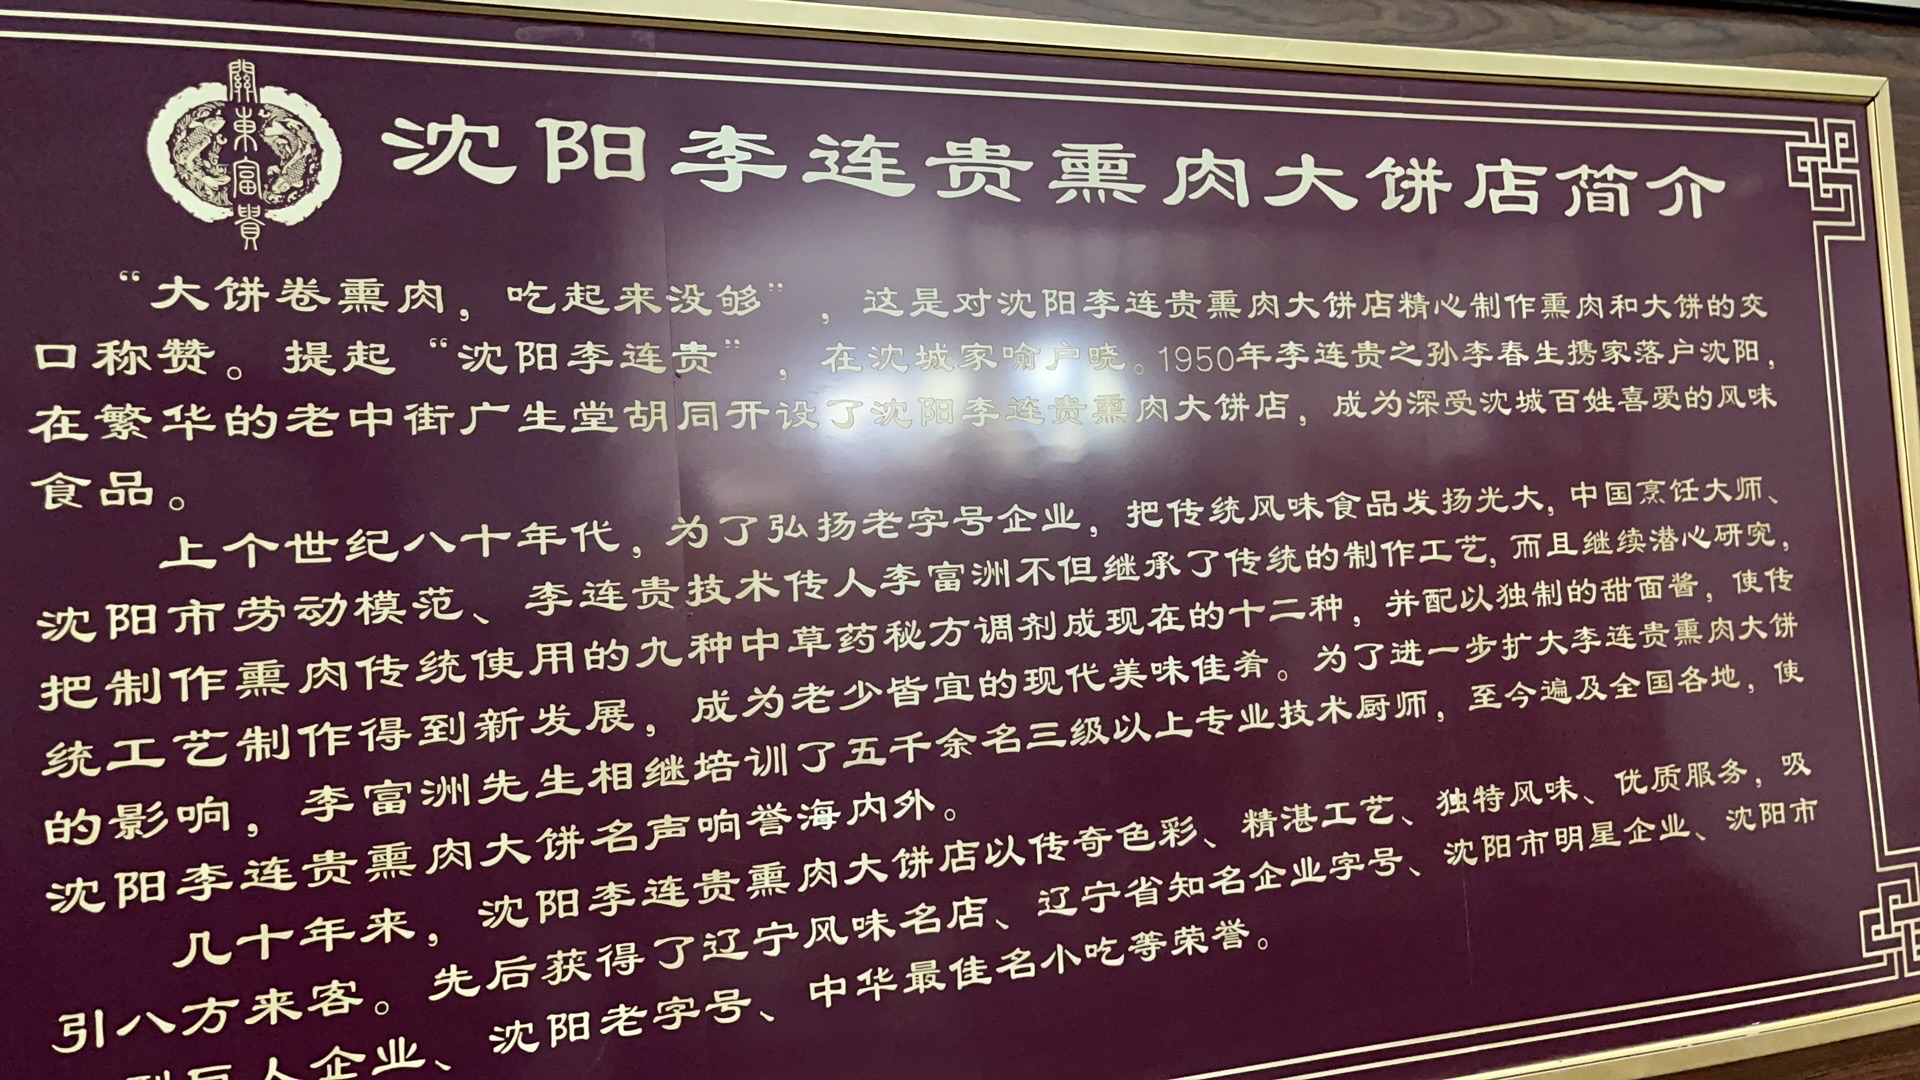 關東富貴
沈阳李连贵熏肉大饼店简介
“大饼卷熏肉，吃起来没够”，这是对沈阳李连贵熏肉大饼店精心制作熏肉和大饼的交
口称赞。提起“沈阳李连贵”，在沈城家喻户晓。1950年李连贵之孙李春生携家落户沈阳，
在繁华的老中街广生堂胡同开设了沈阳李连贵熏肉大饼店，成为深受沈城百姓喜爱的风味
食品。
上个世纪八十年代，为了弘扬老字号企业，把传统风味食品发扬光大，中国烹饪大师、
沈阳市劳动模范、李连贵技术传人李富洲不但继承了传统的制作工艺，而且继续潜心研究，
把制作熏肉传统使用的九种中草药秘方调剂成现在的十二种，并配以独制的甜面酱，使传
统工艺制作得到新发展，成为老少皆宜的现代美味佳肴。为了进一步扩大李连贵熏肉大饼
的影响，李富洲先生相继培训了五千余名三级以上专业技术厨师，至今遍及全国各地，使
沈阳李连贵熏肉大饼名声响誉海内外。
几十年来，沈阳李连贵熏肉大饼店以传奇色彩、精湛工艺、独特风味、优质服务，吸
引八方来客。先后获得了辽宁风味名店、辽宁省知名企业字号、沈阳市明星企业、沈阳市
人企业、沈阳老字号、中华最佳名小吃等荣誉。